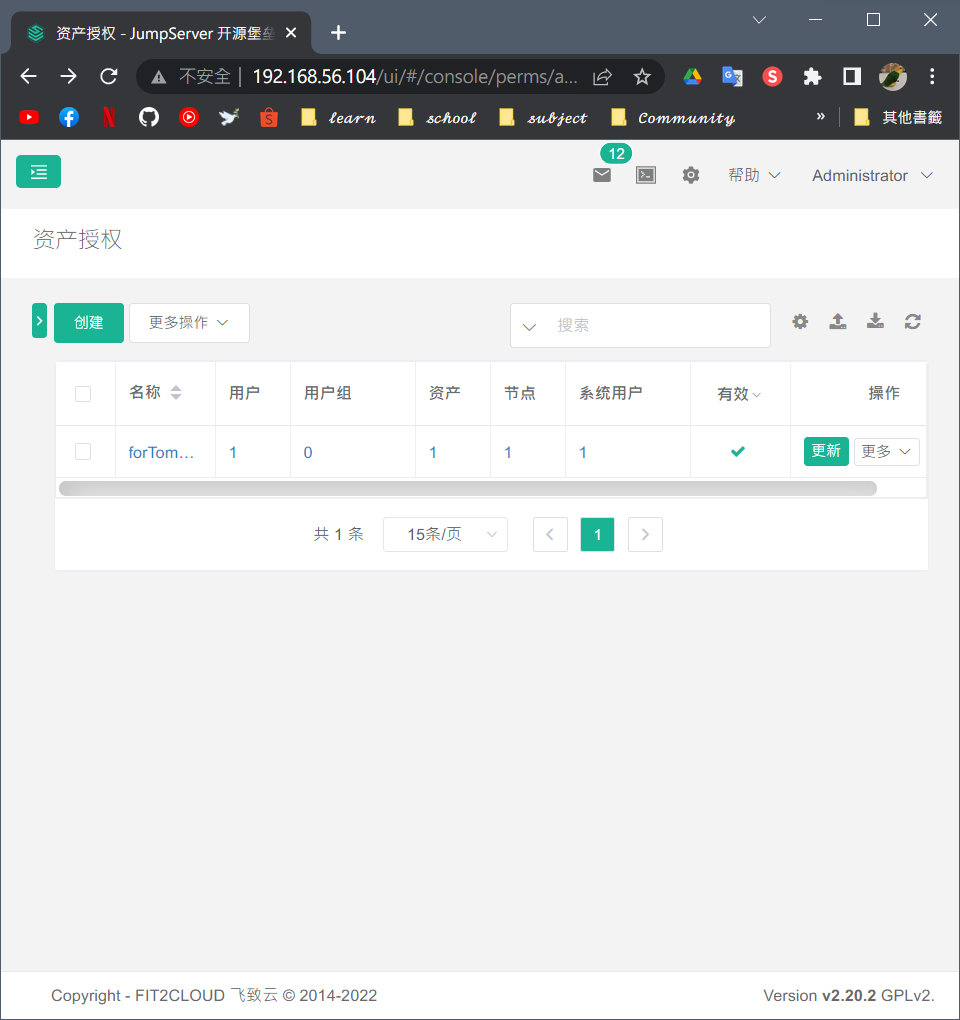 资产授权 - JumpServer 开源堡垒
不安全 | 192.168.56.104/ui/#/console/perms/a...
learn school subject Community » 其他書籤
12
帮助 Administrator
资产授权
创建 更多操作 搜索
名称 用户 用户组 资产 节点 系统用户 有效 操作
forTom... 1 0 1 1 1 更新 更多
共 1 条 15条/页 1
Copyright - FIT2CLOUD 飞致云 © 2014-2022 Version v2.20.2 GPLv2.